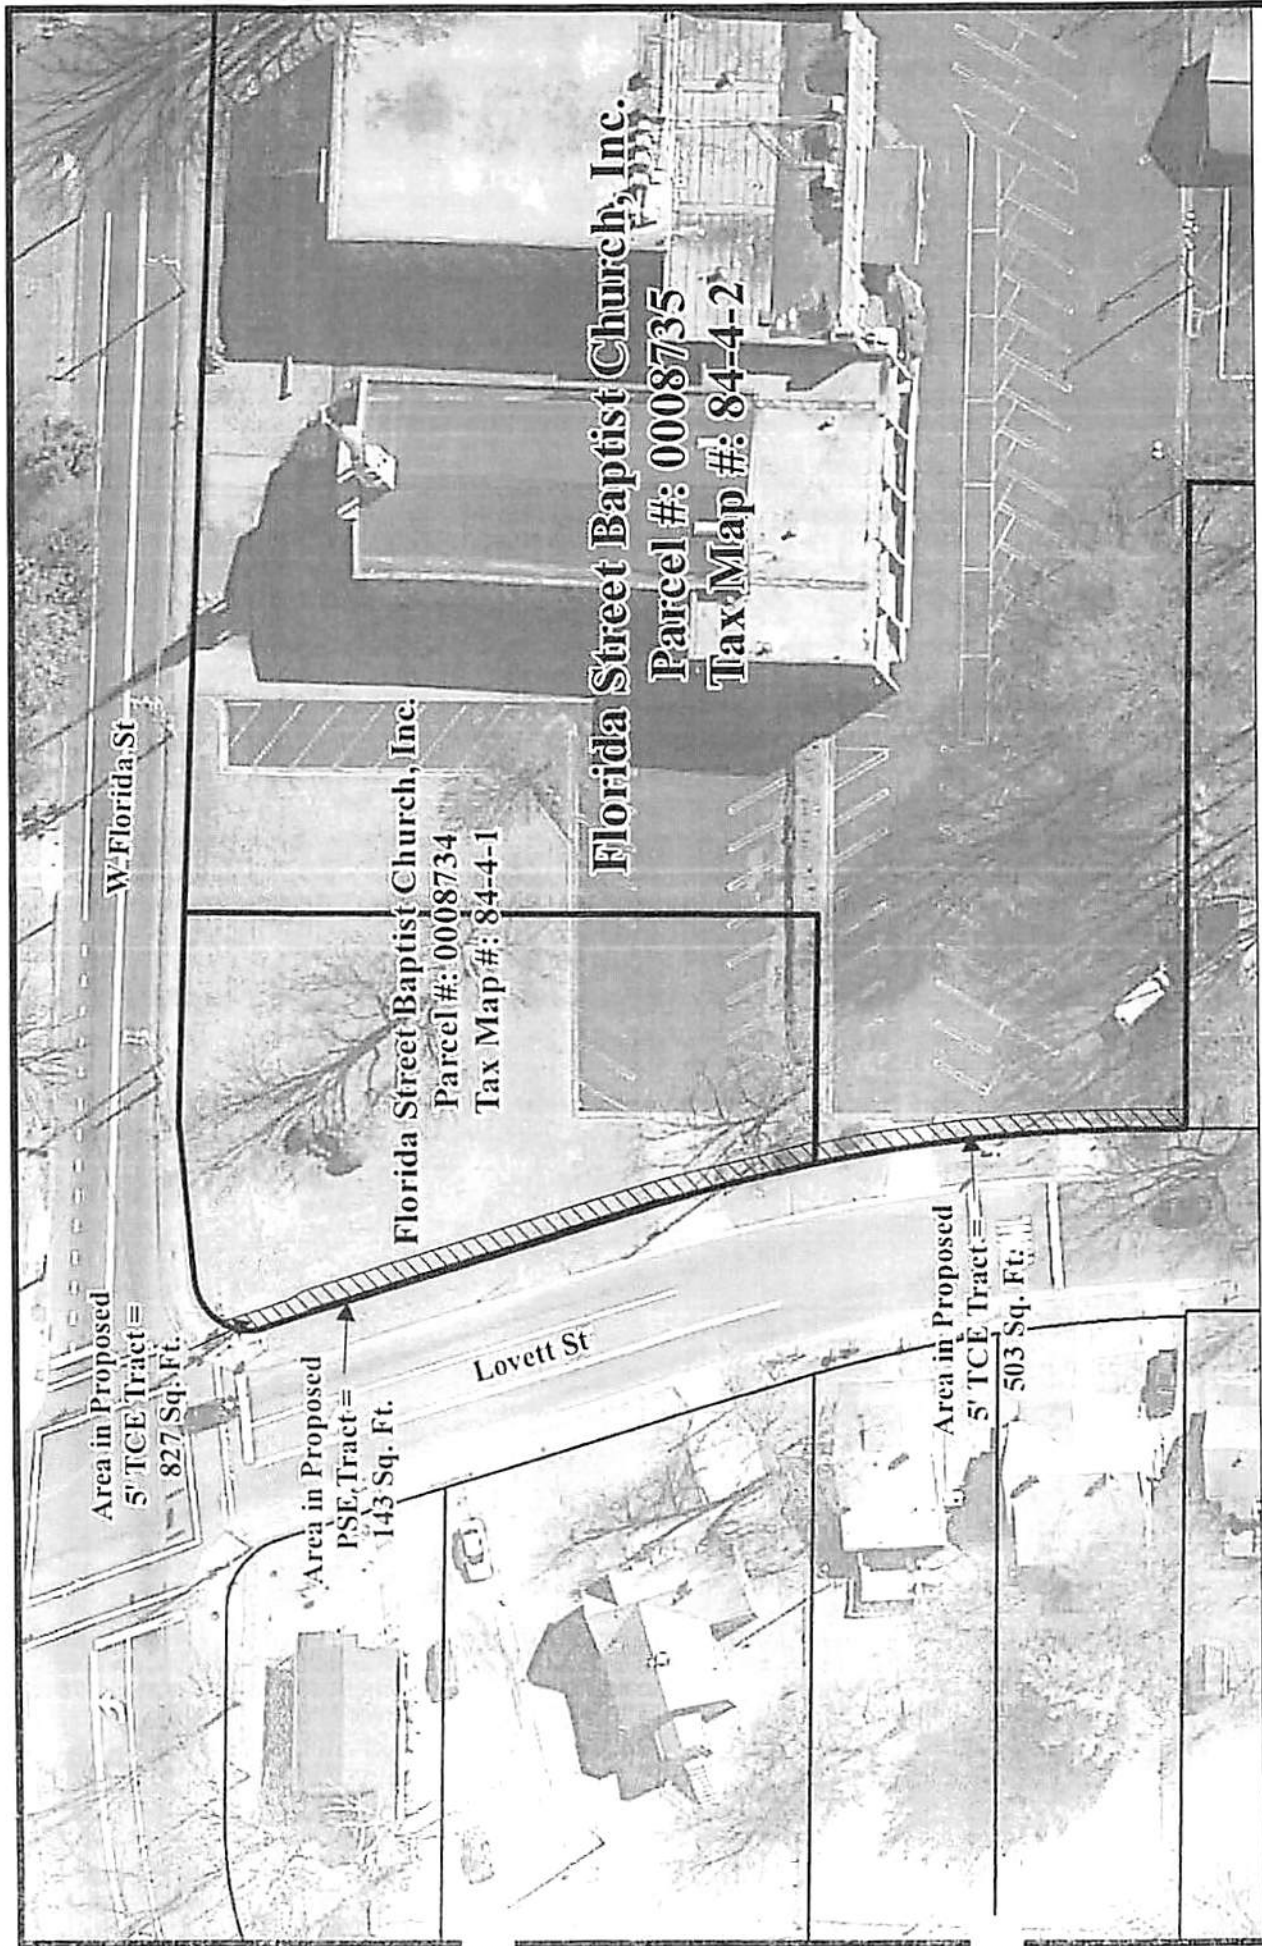 W Florida St
Florida Street Baptist Church, Inc.
Parcel #: 0008735
Tax Map #: 84-4-2
Florida Street Baptist Church, Inc.
Parcel #: 0008734
Tax Map #: 84-4-1
Area in Proposed
5' TCE Tract =
827 Sq. Ft.
Area in Proposed
PSE Tract =
143 Sq. Ft.
Lovett St
Area in Proposed
5' TCE Tract =
503 Sq. Ft.